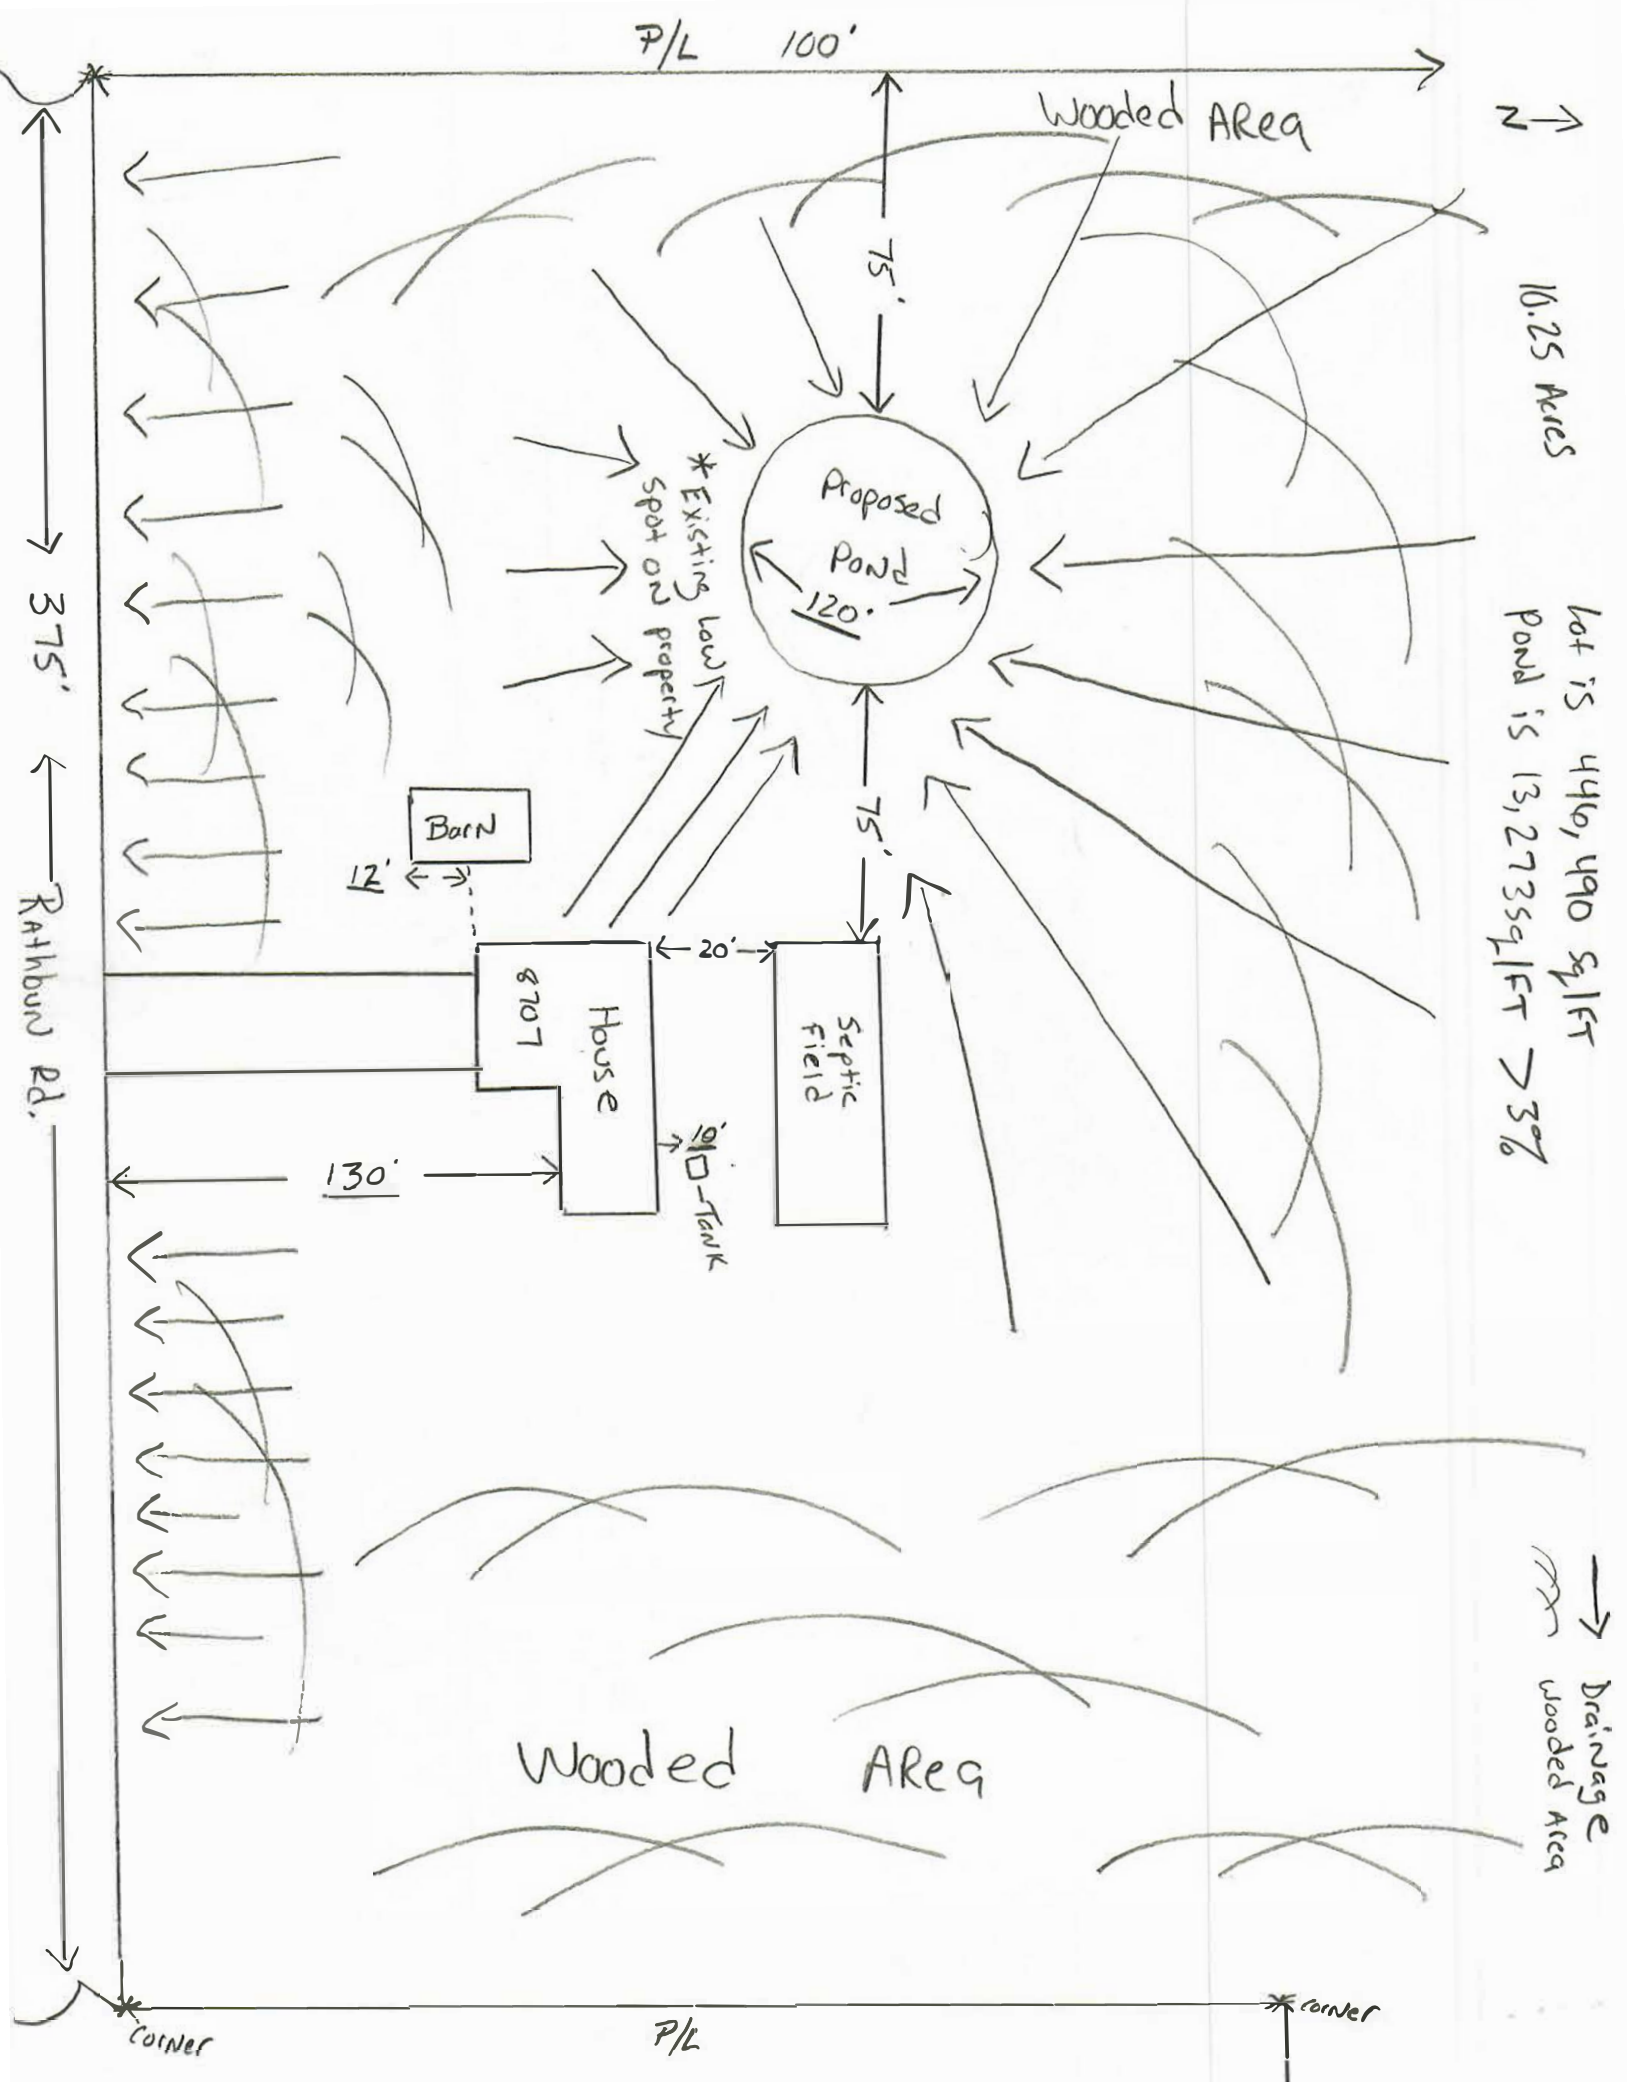 P/L 100'
Wooded Area
N
75'
10.25 Acres
Lot is 446,490 sq/FT
Pond is 13,273 sq/FT > 3%
Proposed
Pond
120'
*Existing Low
spot on property
375'
Rathbun Rd.
Barn
12'
75'
20'
8707
House
Septic
Field
10'
Tank
130'
Drainage
Wooded Area
Wooded Area
corner
P/L
corner